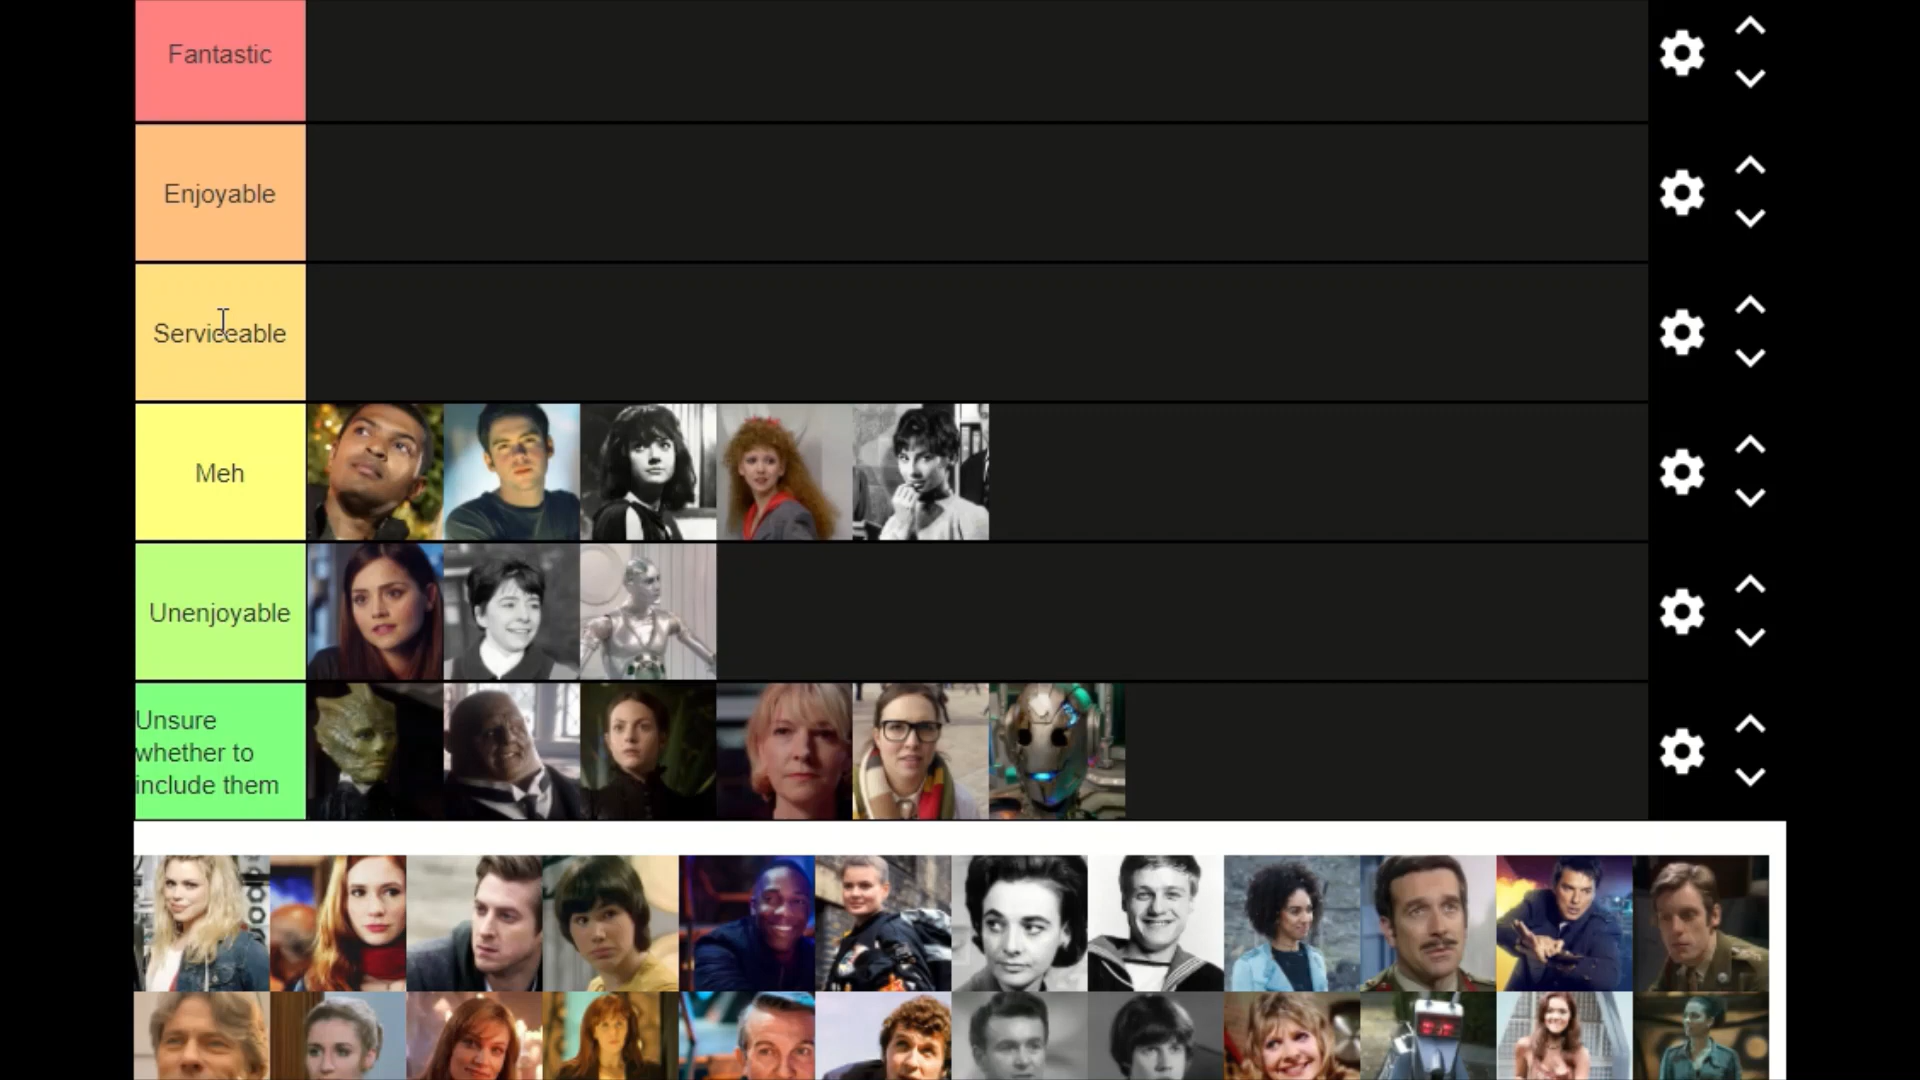 Fantastic
Enjoyable
Serviceable
Meh
Unenjoyable
Unsure
whether to
include them